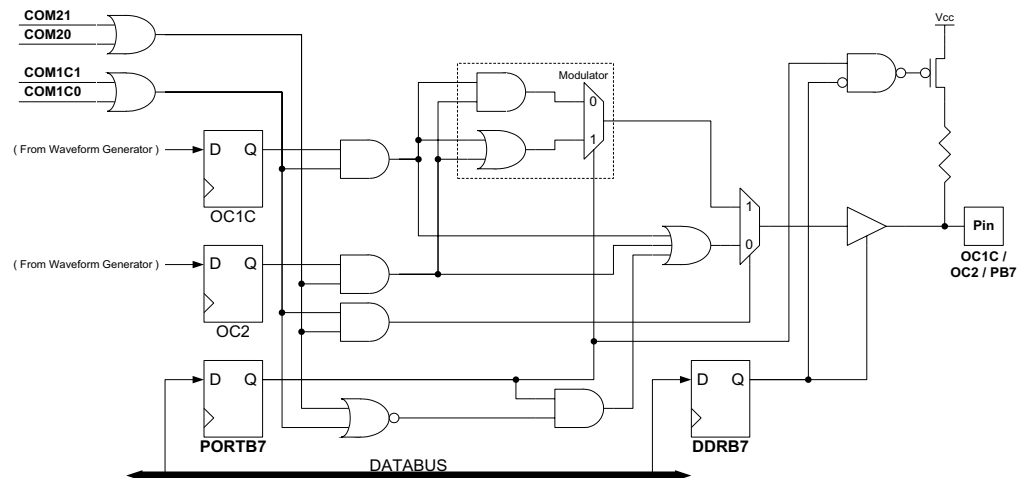 COM21
COM20
COM1C1
COM1C0
Vcc
Modulator
0
1
( From Waveform Generator )
D Q
OC1C
1
0
Pin
OC1C /
OC2 / PB7
( From Waveform Generator )
D Q
OC2
D Q
PORTB7
D Q
DDRB7
DATABUS